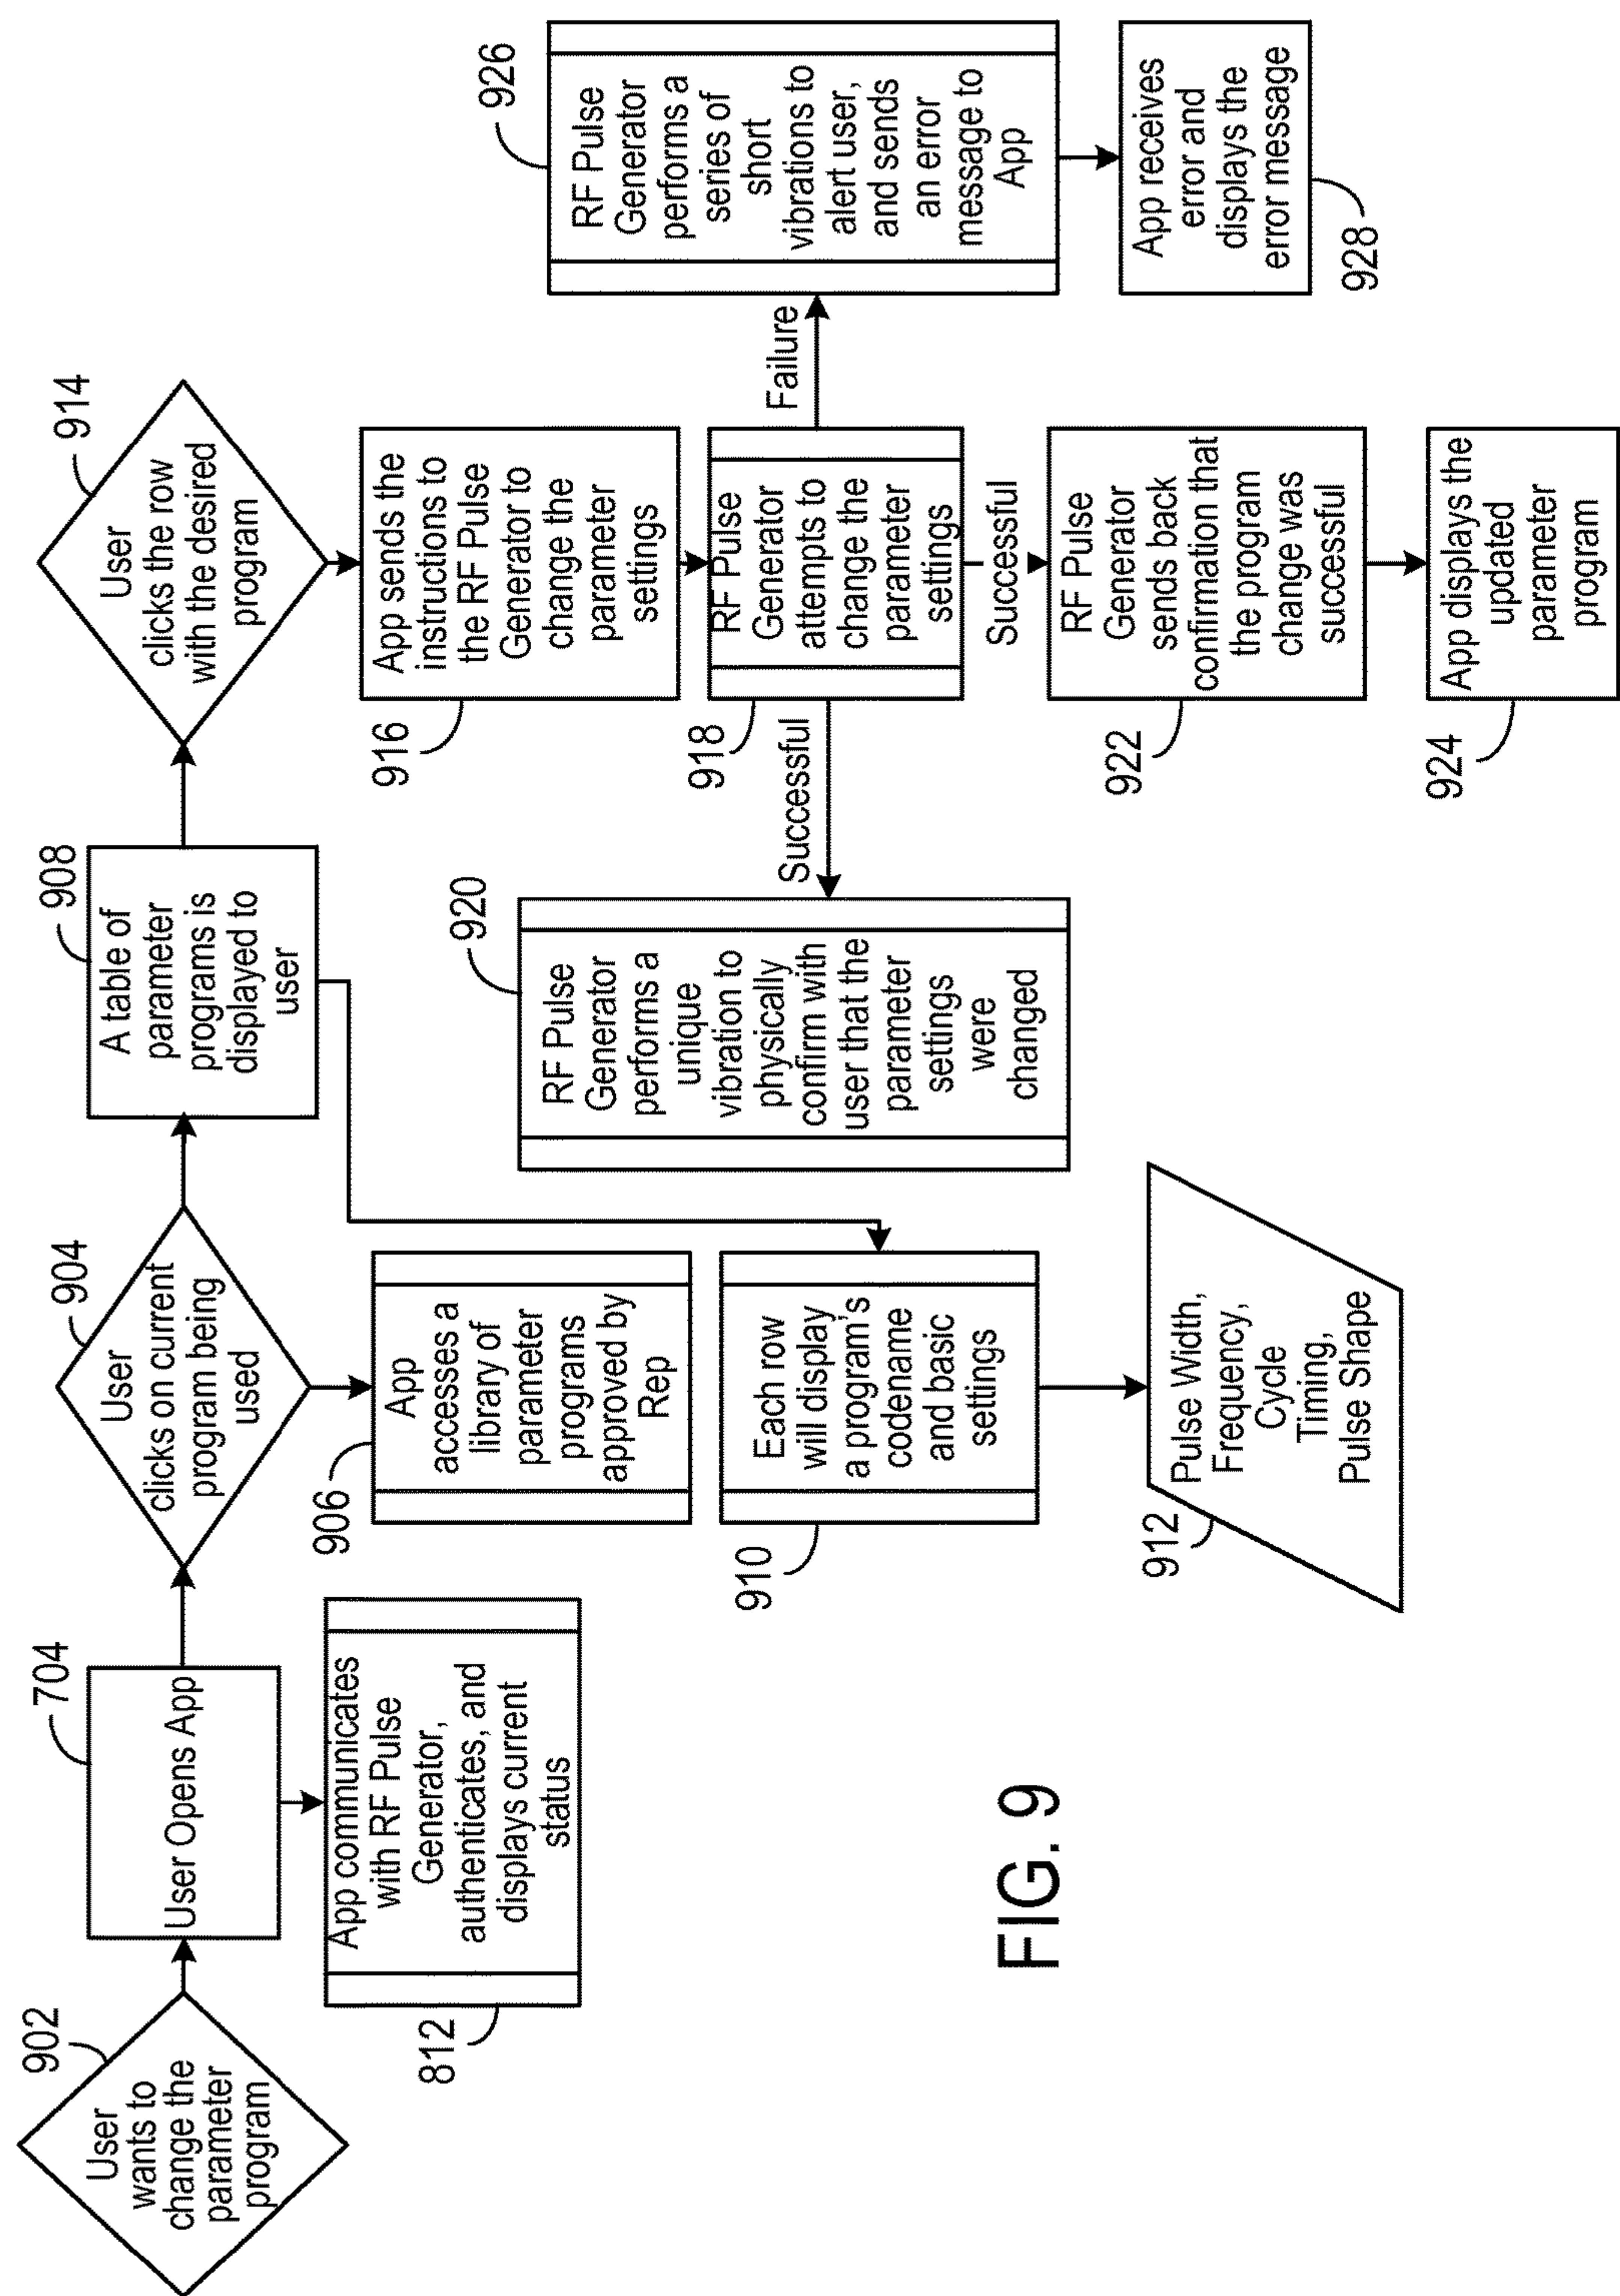 902
User
wants to
change the
parameter
program
704
User Opens App
812
App communicates
with RF Pulse
Generator,
authenticates, and
displays current
status
904
User
clicks on current
program being
used
906
App
accesses a
library of
parameter
programs
approved by
Rep
908
A table of
parameter
programs is
displayed to
user
910
Each row
will display
a program's
codename
and basic
settings
912
Pulse Width,
Frequency,
Cycle
Timing,
Pulse Shape
914
User
clicks the row
with the desired
program
916
App sends the
instructions to
the RF Pulse
Generator to
change the
parameter
settings
918
RF Pulse
Generator
attempts to
change the
parameter
settings
Successful
920
RF Pulse
Generator
performs a
unique
vibration to
physically
confirm with
user that the
parameter
settings
were
changed
Successful
922
RF Pulse
Generator
sends back
confirmation that
the program
change was
successful
924
App displays the
updated
parameter
program
Failure
926
RF Pulse
Generator
performs a
series of
short
vibrations to
alert user,
and sends
an error
message to
App
928
App receives
error and
displays the
error message
FIG. 9